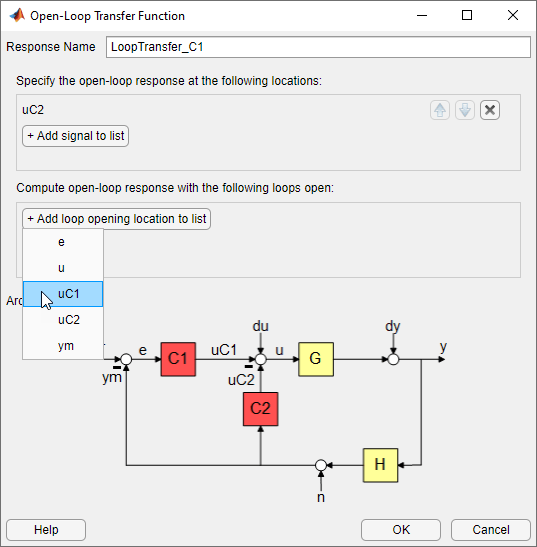 Open-Loop Transfer Function
Response Name LoopTransfer_C1
Specify the open-loop response at the following locations:
uC2
+ Add signal to list
Compute open-loop response with the following loops open:
+ Add loop opening location to list
e
u
uC1
uC2
ym
du
dy
e
C1
uC1
u
G
y
ym
uC2
C2
H
n
Help
OK
Cancel